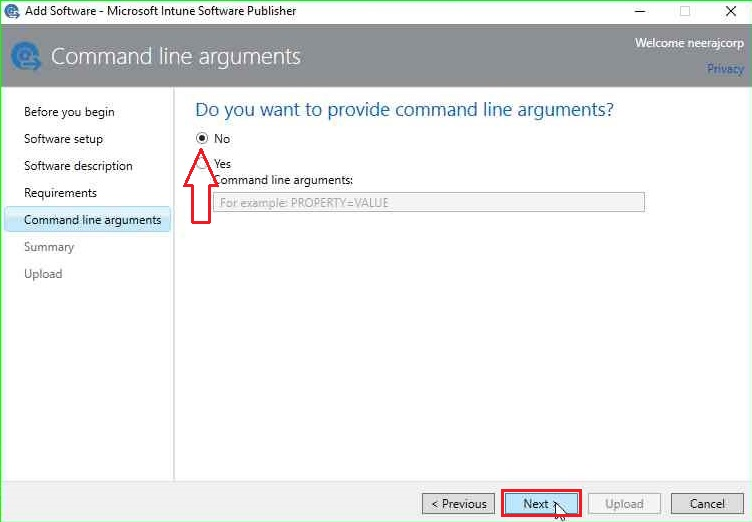 Add Software - Microsoft Intune Software Publisher
Welcome neerajcorp
Command line arguments
Privacy
Before you begin
Software setup
Software description
Requirements
Command line arguments
Summary
Upload
Do you want to provide command line arguments?
No
Yes
Command line arguments:
For example: PROPERTY=VALUE
< Previous
Next >
Upload
Cancel